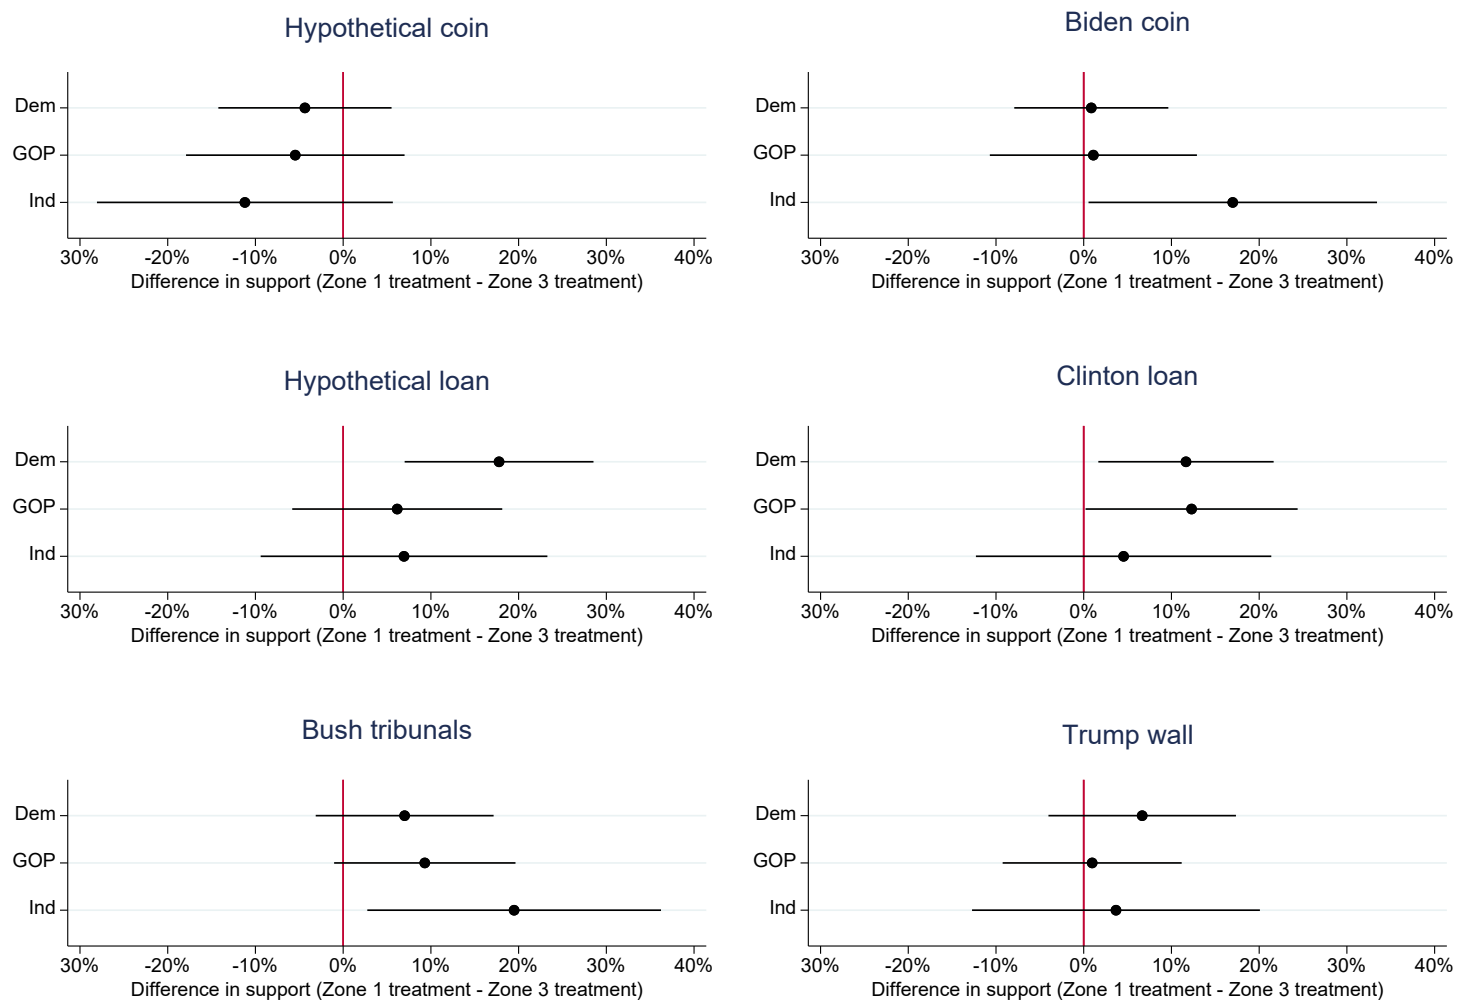 Hypothetical coin
Dem
GOP
Ind
30% -20% -10% 0% 10% 20% 30% 40%
Difference in support (Zone 1 treatment - Zone 3 treatment)
Biden coin
Dem
GOP
Ind
30% -20% -10% 0% 10% 20% 30% 40%
Difference in support (Zone 1 treatment - Zone 3 treatment)
Hypothetical loan
Dem
GOP
Ind
30% -20% -10% 0% 10% 20% 30% 40%
Difference in support (Zone 1 treatment - Zone 3 treatment)
Clinton loan
Dem
GOP
Ind
30% -20% -10% 0% 10% 20% 30% 40%
Difference in support (Zone 1 treatment - Zone 3 treatment)
Bush tribunals
Dem
GOP
Ind
30% -20% -10% 0% 10% 20% 30% 40%
Difference in support (Zone 1 treatment - Zone 3 treatment)
Trump wall
Dem
GOP
Ind
30% -20% -10% 0% 10% 20% 30% 40%
Difference in support (Zone 1 treatment - Zone 3 treatment)